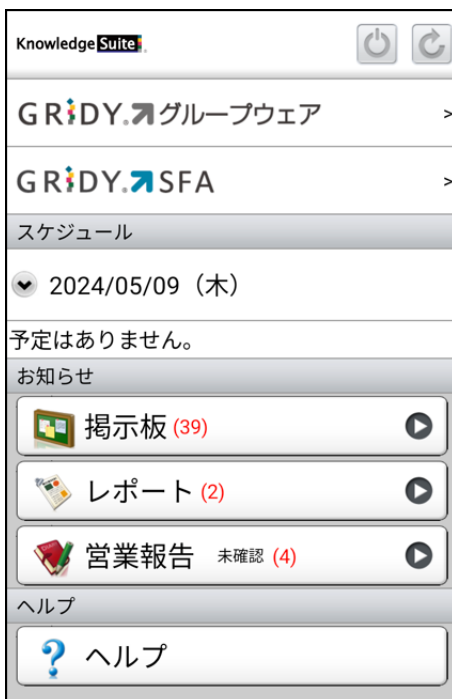 Knowledge Suite
GRiDY.グループウェア >
GRiDY.SFA >
スケジュール
2024/05/09（木）
予定はありません。
お知らせ
掲示板 (39)
レポート (2)
営業報告 未確認 (4)
ヘルプ
? ヘルプ